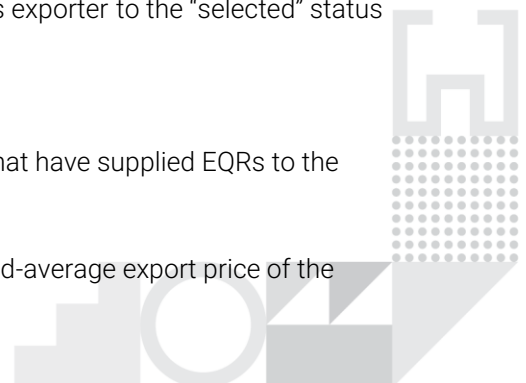 s exporter to the “selected” status
hat have supplied EQRs to the
d-average export price of the